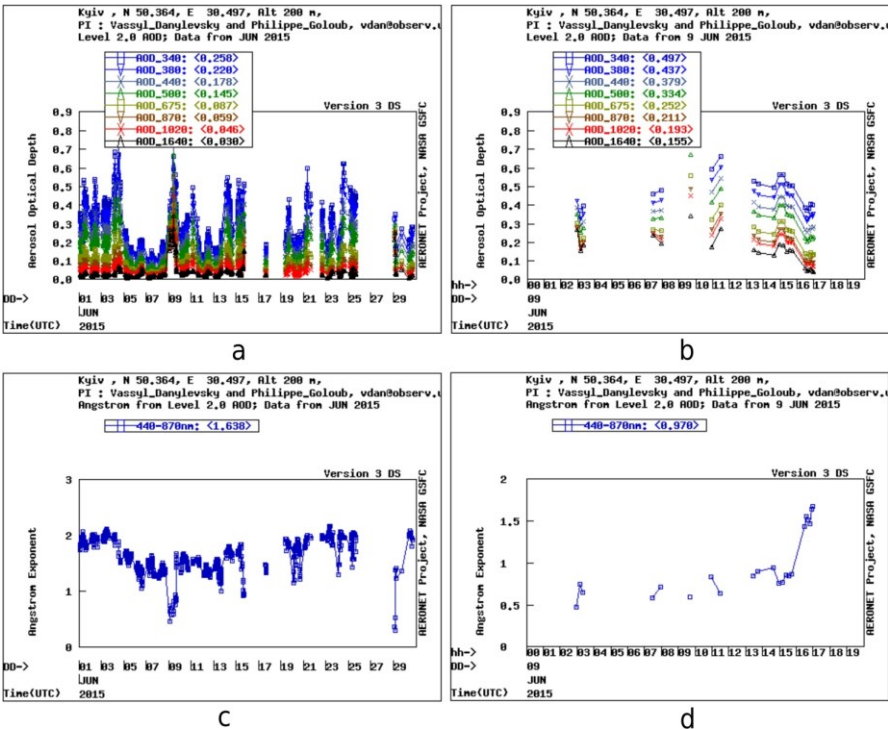 Kyiv , N 50.364, E  30.497, Alt 200 m,
PI : Vassyl_Danylevsky and Philippe_Goloub, vdan@observ.u
Level 2.0 AOD; Data from JUN 2015
AOD_340: <0.258>
AOD_380: <0.220>
AOD_440: <0.178>
AOD_500: <0.145>
AOD_675: <0.087>
AOD_870: <0.059>
AOD_1020: <0.046>
AOD_1640: <0.030>
Version 3 DS
0.9
0.8
0.7
0.6
0.5
0.4
0.3
0.2
0.1
0.0
Aerosol Optical Depth
AERONET Project, NASA GSFC
DD-> 01 03 05 07 09 11 13 15 17 19 21 23 25 27 29
JUN
Time(UTC) 2015
a
Kyiv , N 50.364, E  30.497, Alt 200 m,
PI : Vassyl_Danylevsky and Philippe_Goloub, vdan@observ.u
Level 2.0 AOD; Data from 9 JUN 2015
AOD_340: <0.497>
AOD_380: <0.437>
AOD_440: <0.379>
AOD_500: <0.334>
AOD_675: <0.252>
AOD_870: <0.211>
AOD_1020: <0.193>
AOD_1640: <0.155>
Version 3 DS
0.9
0.8
0.7
0.6
0.5
0.4
0.3
0.2
0.1
0.0
Aerosol Optical Depth
AERONET Project, NASA GSFC
hh-> 00 01 02 03 04 05 06 07 08 09 10 11 12 13 14 15 16 17 18 19
DD-> 09
JUN
Time(UTC) 2015
b
Kyiv , N 50.364, E  30.497, Alt 200 m,
PI : Vassyl_Danylevsky and Philippe_Goloub, vdan@observ.u
Angstrom from Level 2.0 AOD; Data from JUN 2015
440-870nm: <1.638>
Version 3 DS
3
2
1
0
Angstrom Exponent
AERONET Project, NASA GSFC
DD-> 01 03 05 07 09 11 13 15 17 19 21 23 25 27 29
JUN
Time(UTC) 2015
c
Kyiv , N 50.364, E  30.497, Alt 200 m,
PI : Vassyl_Danylevsky and Philippe_Goloub, vdan@observ.u
Angstrom from Level 2.0 AOD; Data from 9 JUN 2015
440-870nm: <0.970>
Version 3 DS
2
1.5
1
0.5
0
Angstrom Exponent
AERONET Project, NASA GSFC
hh-> 00 01 02 03 04 05 06 07 08 09 10 11 12 13 14 15 16 17 18 19
DD-> 09
JUN
Time(UTC) 2015
d